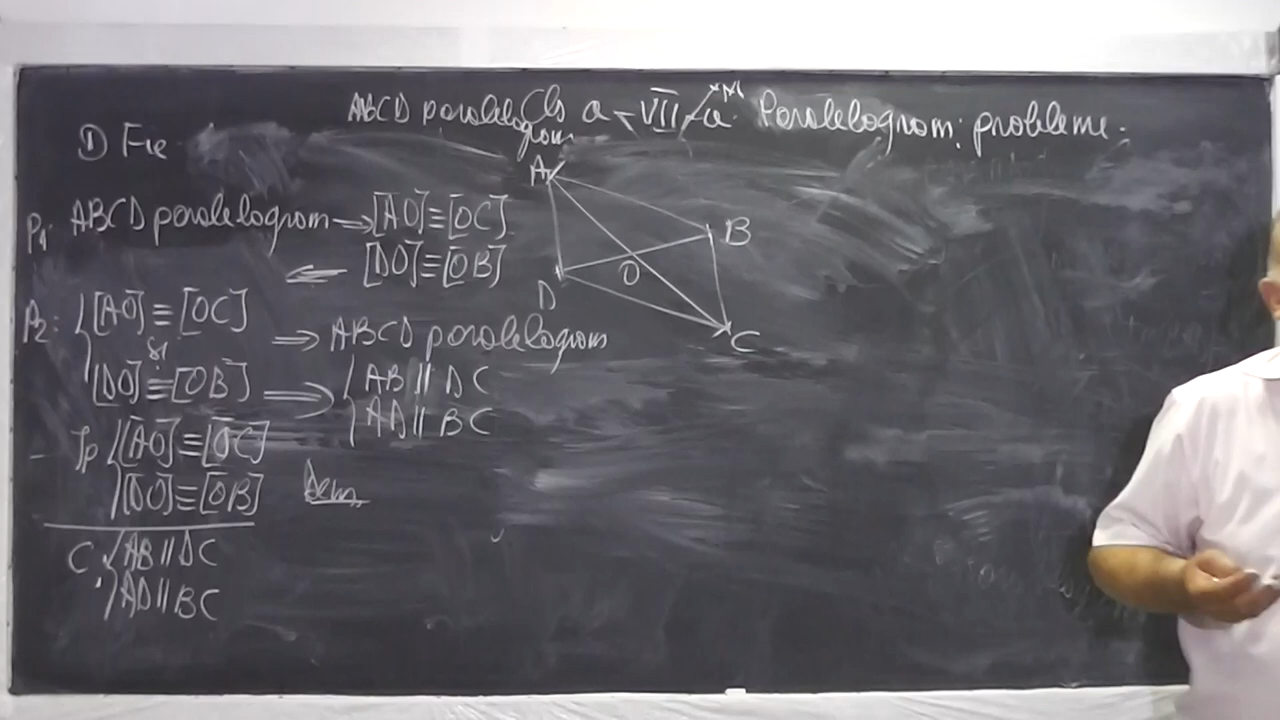 Cls a - VII - a. Paralelogram: probleme.
ABCD paralelogram
1) Fie
P1. ABCD paralelogram ⇒ [AO] ≡ [OC]
⇐ [DO] ≡ [OB]
P2: { [AO] ≡ [OC]
și ⇒ ABCD paralelogram
[DO] ≡ [OB] ⇒ { AB ∥ DC
AD ∥ BC
Ip { [AO] ≡ [OC]
[DO] ≡ [OB] Dem.
C. { AB ∥ DC
AD ∥ BC
A
B
O
D
C